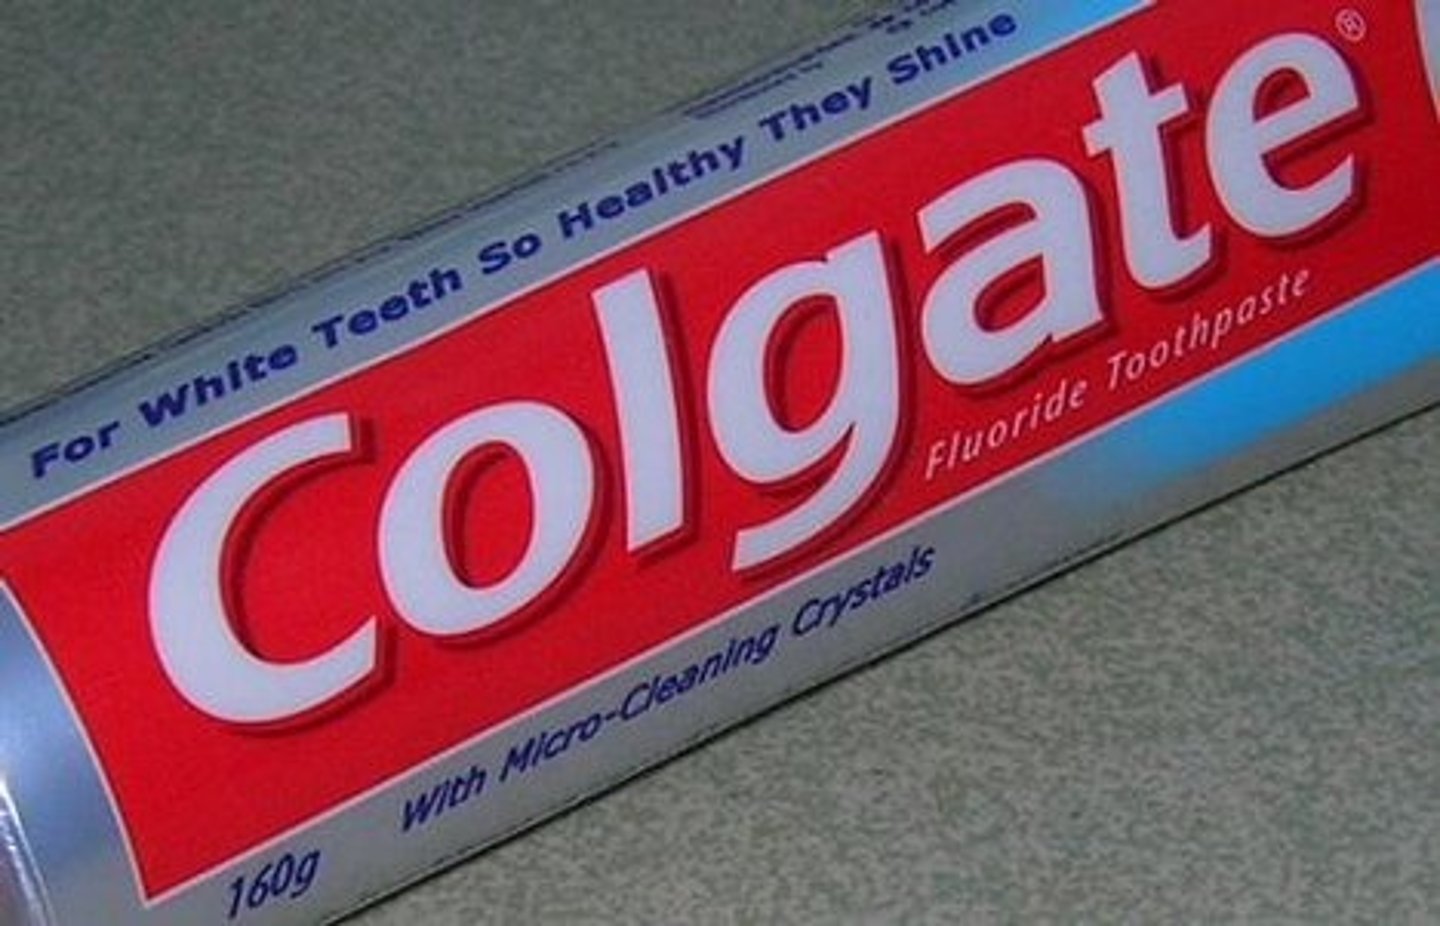 For White Teeth So Healthy They Shine
Colgate®
Fluoride Toothpaste
With Micro-Cleaning Crystals
160g